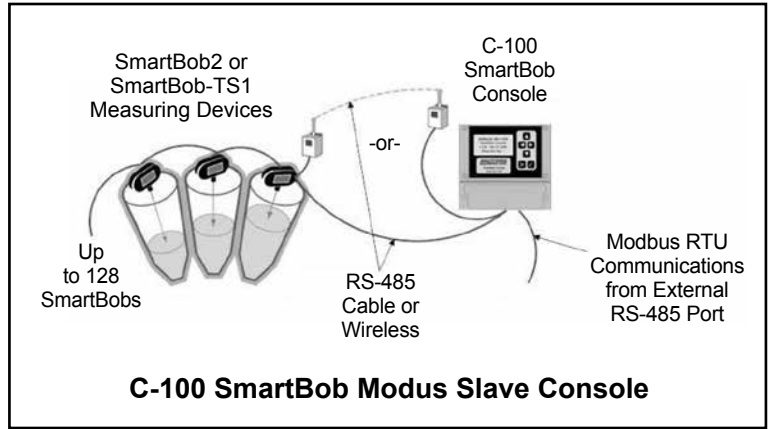 SmartBob2 or
SmartBob-TS1
Measuring Devices
C-100
SmartBob
Console
-or-
Up
to 128
SmartBobs
RS-485
Cable or
Wireless
Modbus RTU
Communications
from External
RS-485 Port
C-100 SmartBob Modus Slave Console